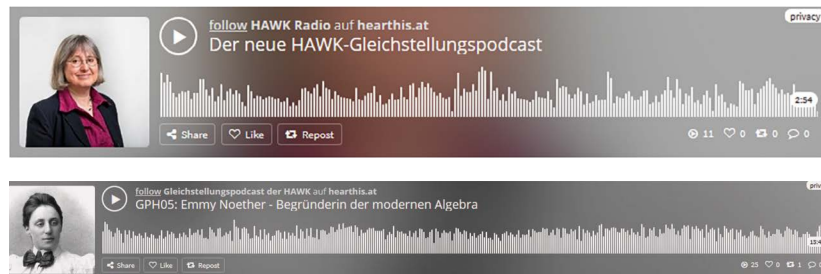 privacy
follow HAWK Radio auf hearthis.at
Der neue HAWK-Gleichstellungspodcast
2:54
Share Like Repost 11 0 0 0
follow Gleichstellungspodcast der HAWK auf hearthis.at
GPH05: Emmy Noether - Begründerin der modernen Algebra
Share Like Repost 25 0 1